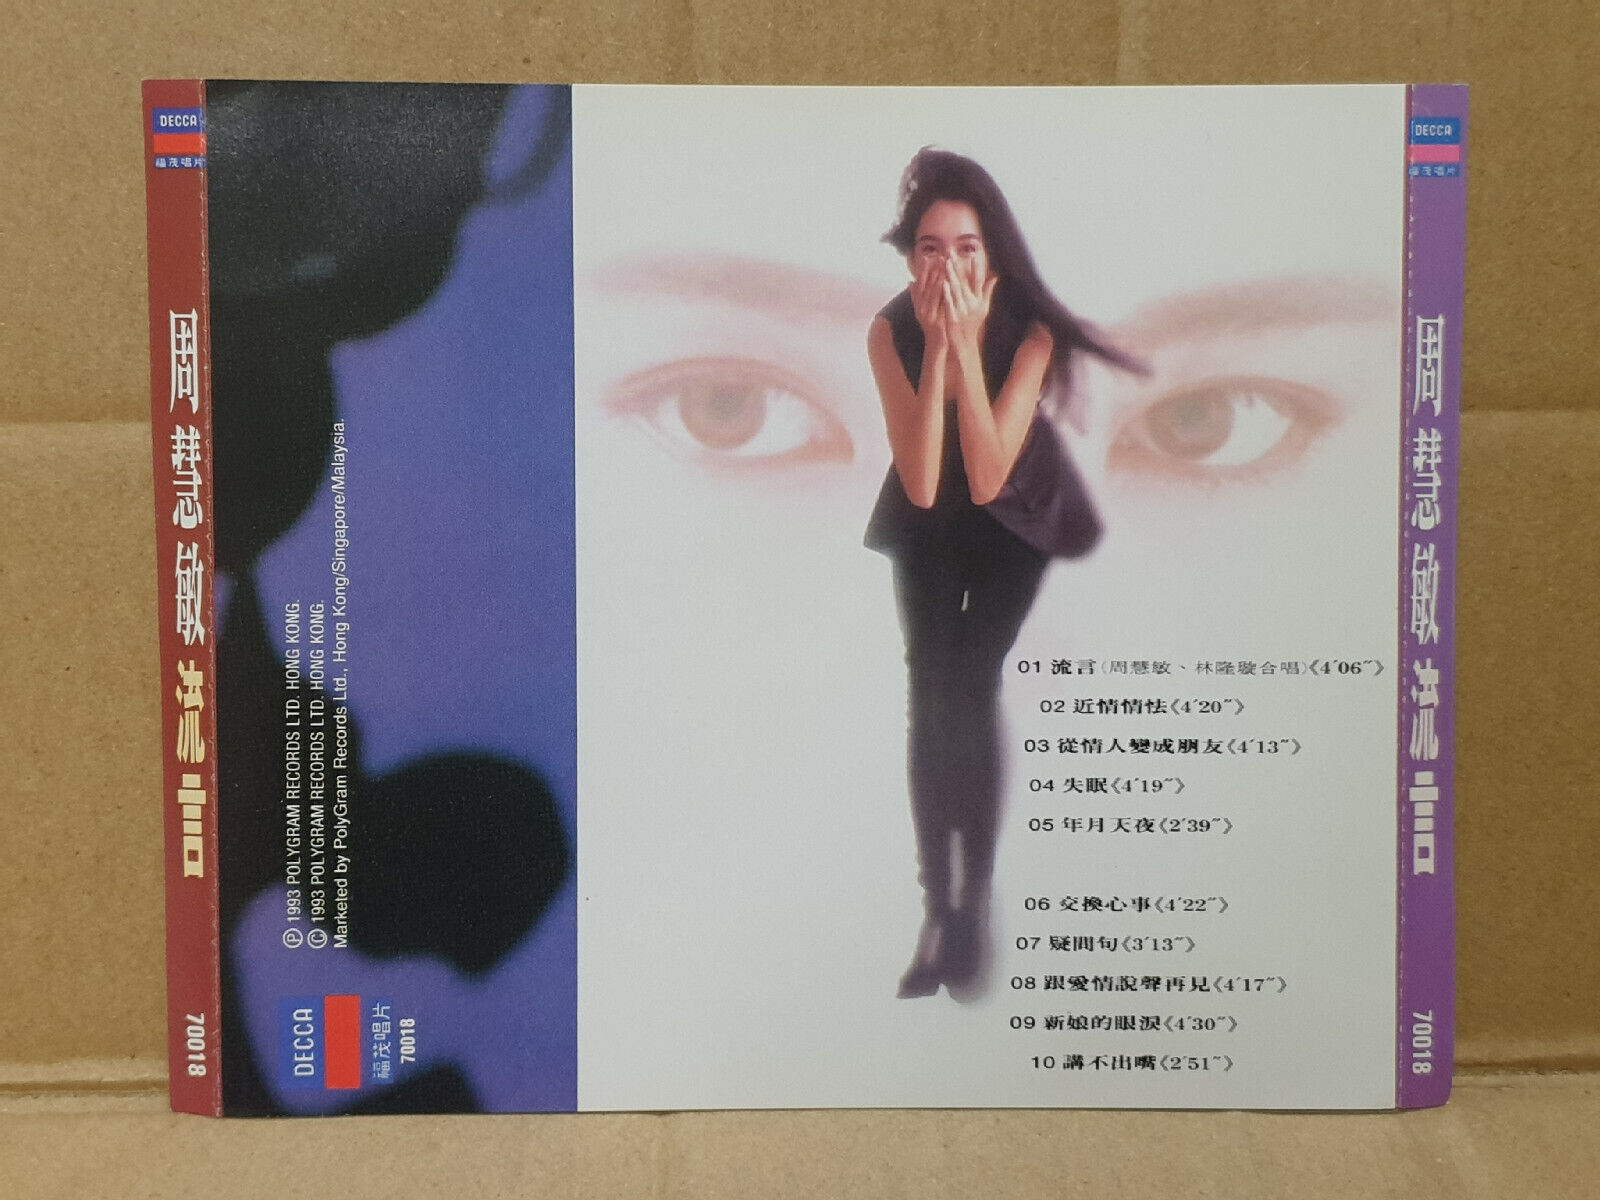 DECCA
福茂唱片
周慧敏 流言
70018
Ⓟ 1993 POLYGRAM RECORDS LTD. HONG KONG.
Ⓒ 1993 POLYGRAM RECORDS LTD. HONG KONG.
Marketed by PolyGram Records Ltd., Hong Kong/Singapore/Malaysia.
DECCA
福茂唱片
70018
01 流言(周慧敏、林隆璇合唱)《4´06˝》
02 近情情怯《4´20˝》
03 從情人變成朋友《4´13˝》
04 失眠《4´19˝》
05 年月天夜《2´39˝》
06 交換心事《4´22˝》
07 疑問句《3´13˝》
08 跟愛情說聲再見《4´17˝》
09 新娘的眼淚《4´30˝》
10 講不出嘴《2´51˝》
DECCA
福茂唱片
周慧敏 流言
70018